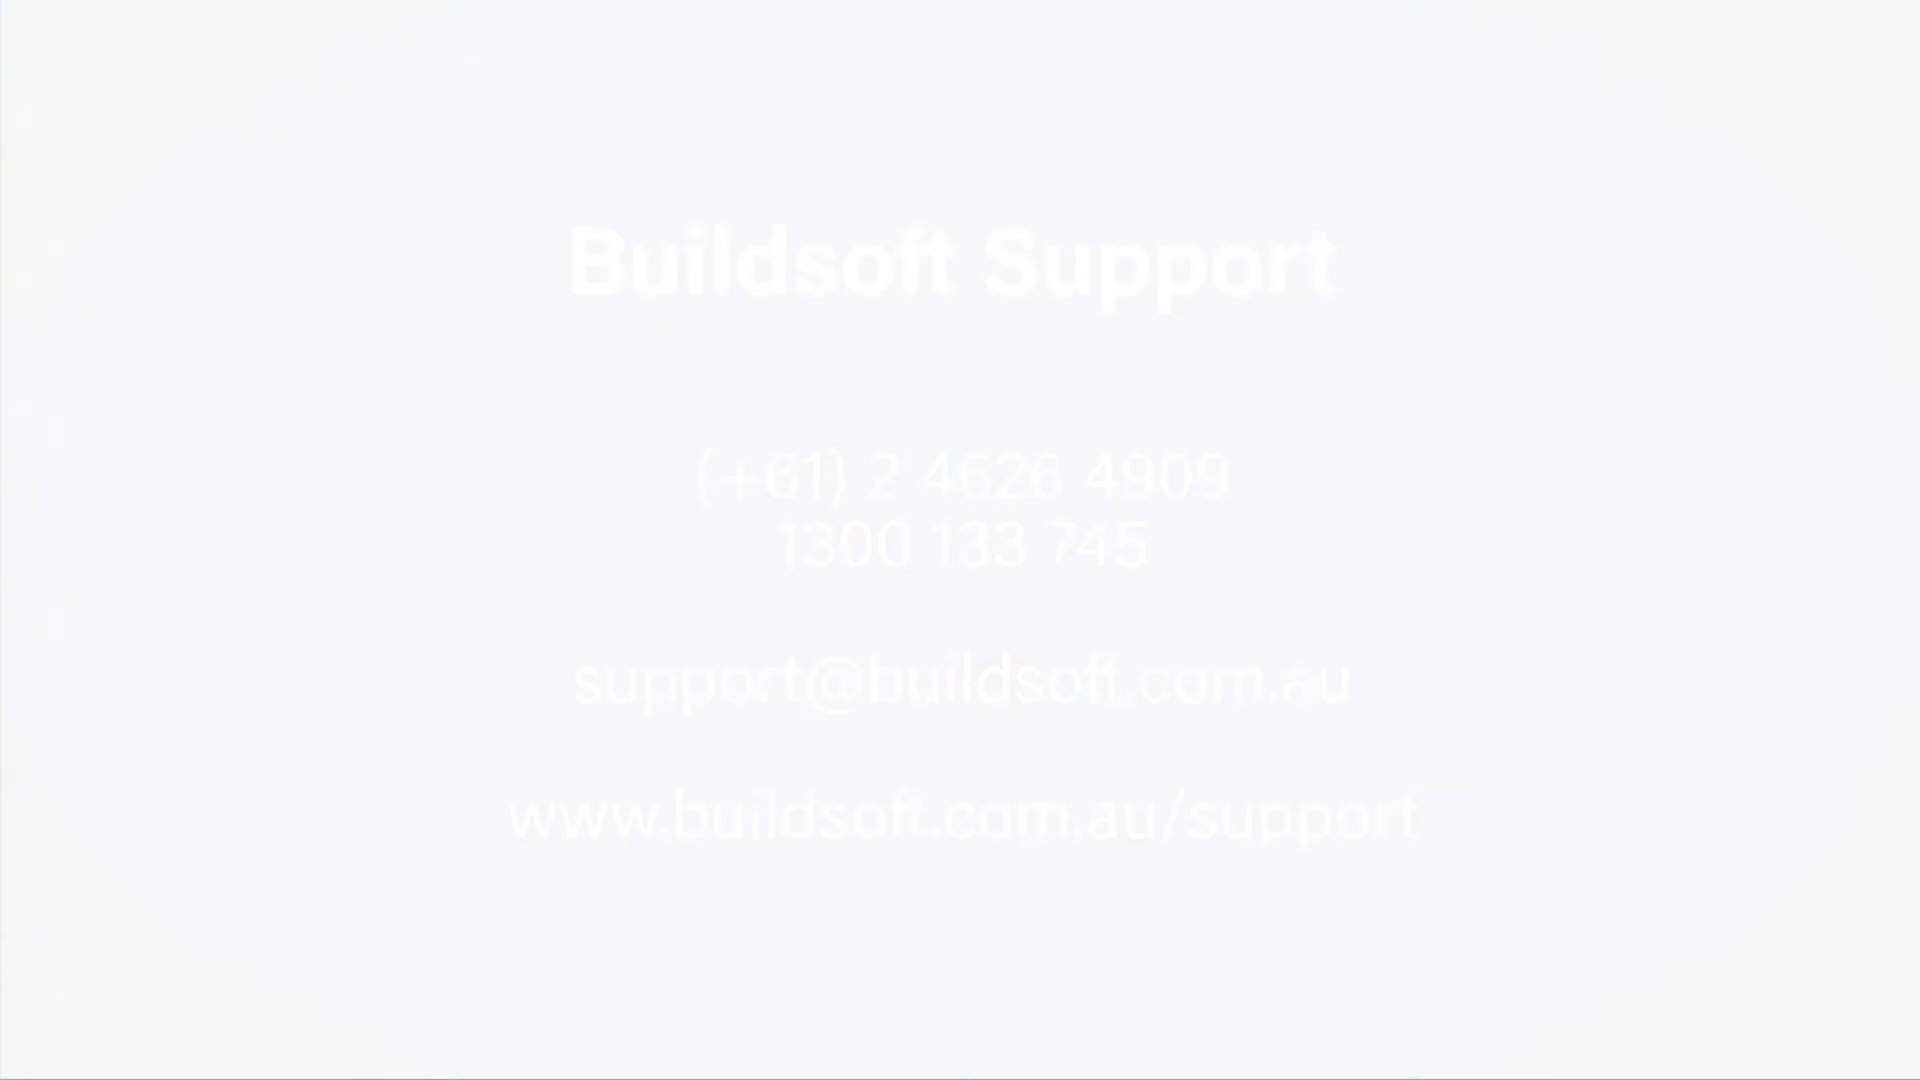 Buildsoft Support
(+61) 2 4626 4909
1300 133 745
support@buildsoft.com.au
www.buildsoft.com.au/support